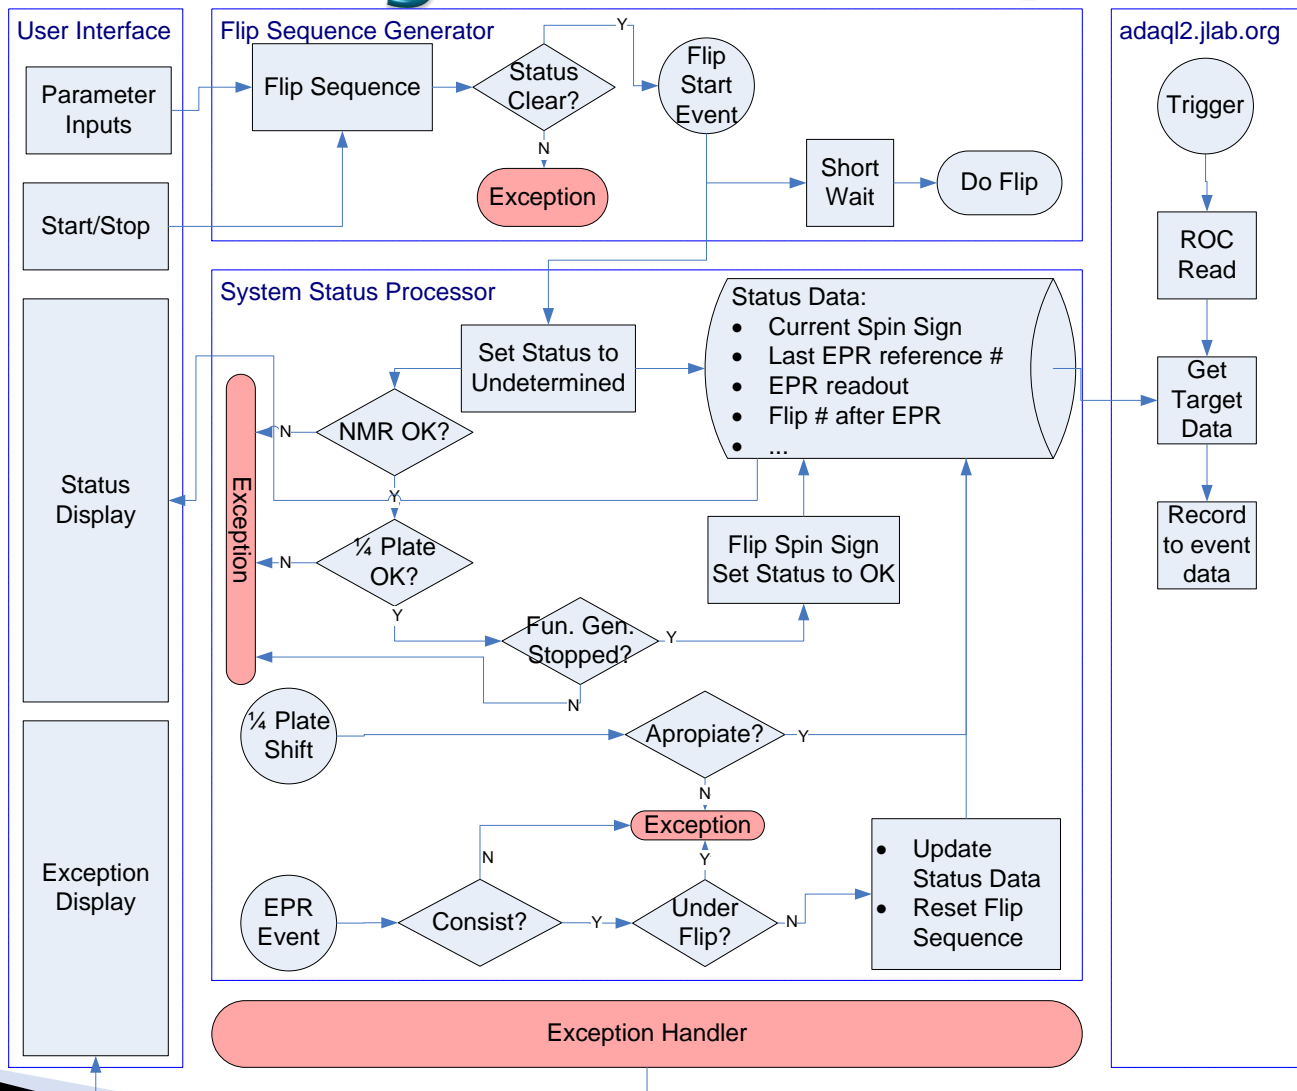 User Interface
Parameter
Inputs
Start/Stop
Status
Display
Exception
Display
Flip Sequence Generator
Flip Sequence
Status
Clear?
Y
N
Exception
Flip
Start
Event
Short
Wait
Do Flip
System Status Processor
Set Status to
Undetermined
Status Data:
• Current Spin Sign
• Last EPR reference #
• EPR readout
• Flip # after EPR
• ...
NMR OK?
N
Y
Exception
¼ Plate
OK?
N
Y
Fun. Gen.
Stopped?
Y
N
Flip Spin Sign
Set Status to OK
¼ Plate
Shift
Apropiate?
Y
N
Exception
EPR
Event
Consist?
N
Y
Under
Flip?
Y
N
• Update
Status Data
• Reset Flip
Sequence
Exception Handler
adaql2.jlab.org
Trigger
ROC
Read
Get
Target
Data
Record
to event
data